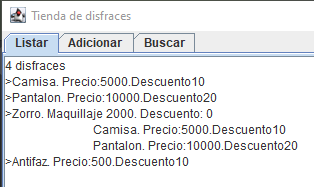 Tienda de disfraces
Listar Adicionar Buscar
4 disfraces
>Camisa. Precio:5000.Descuento10
>Pantalon. Precio:10000.Descuento20
>Zorro. Maquillaje 2000. Descuento: 0
Camisa. Precio:5000.Descuento10
Pantalon. Precio:10000.Descuento20
>Antifaz. Precio:500.Descuento10